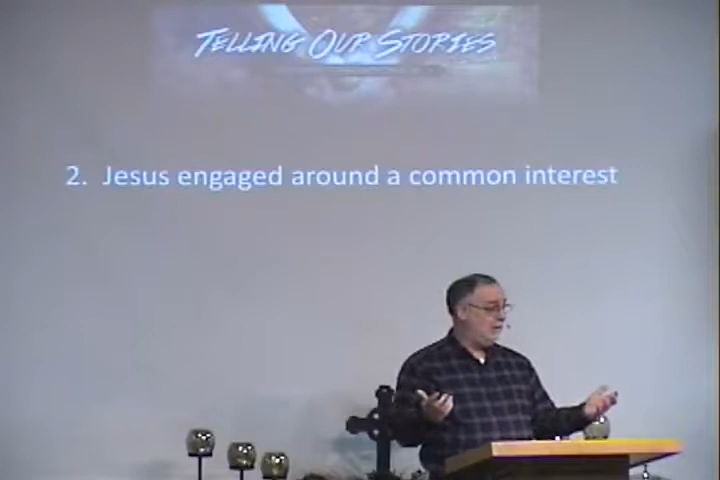 TELLING OUR STORIES
2. Jesus engaged around a common interest